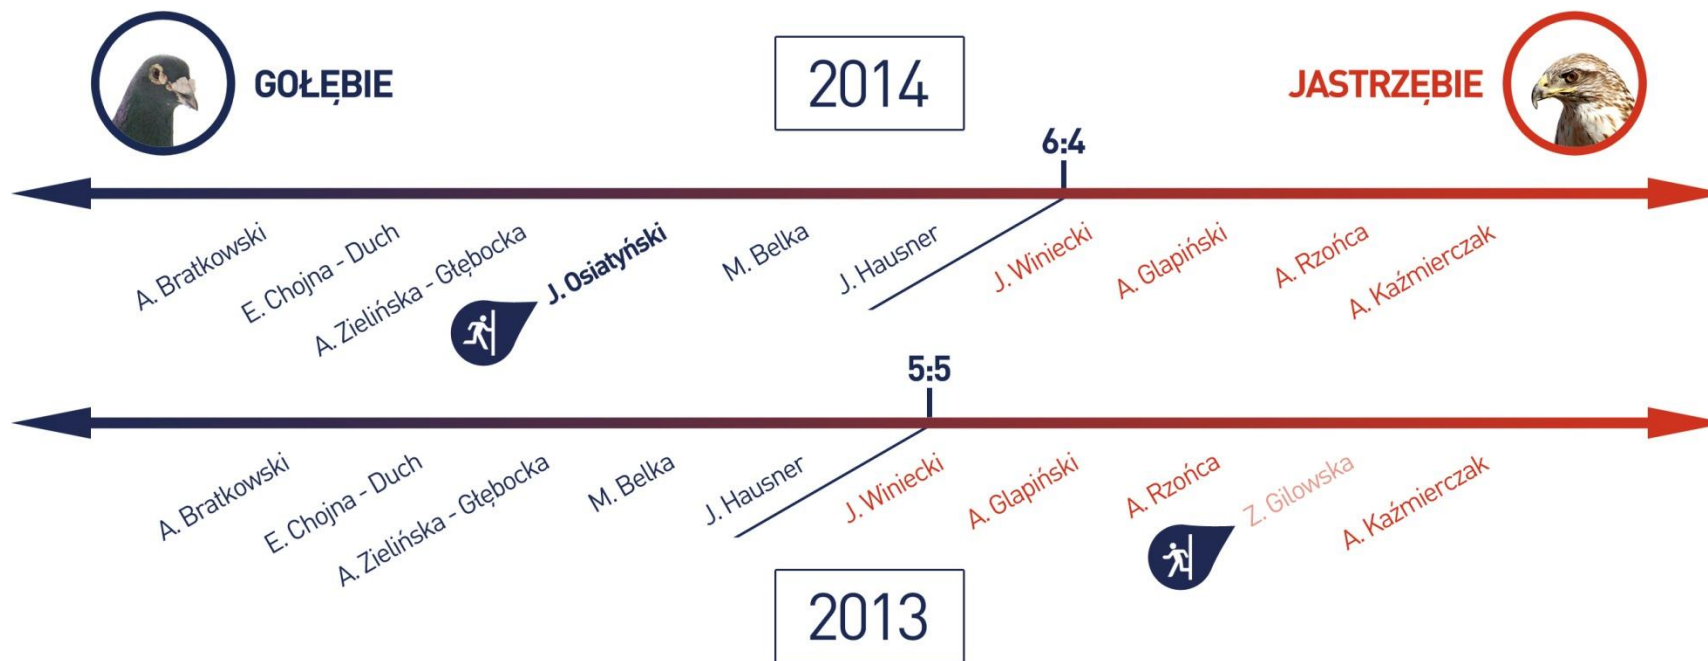 GOŁĘBIE
2014
JASTRZĘBIE
6:4
A. Bratkowski
E. Chojna - Duch
A. Zielińska - Głębocka
J. Osiatyński
M. Belka
J. Hausner
J. Winiecki
A. Glapiński
A. Rzońca
A. Kaźmierczak
5:5
A. Bratkowski
E. Chojna - Duch
A. Zielińska - Głębocka
M. Belka
J. Hausner
J. Winiecki
A. Glapiński
A. Rzońca
Z. Gilowska
A. Kaźmierczak
2013